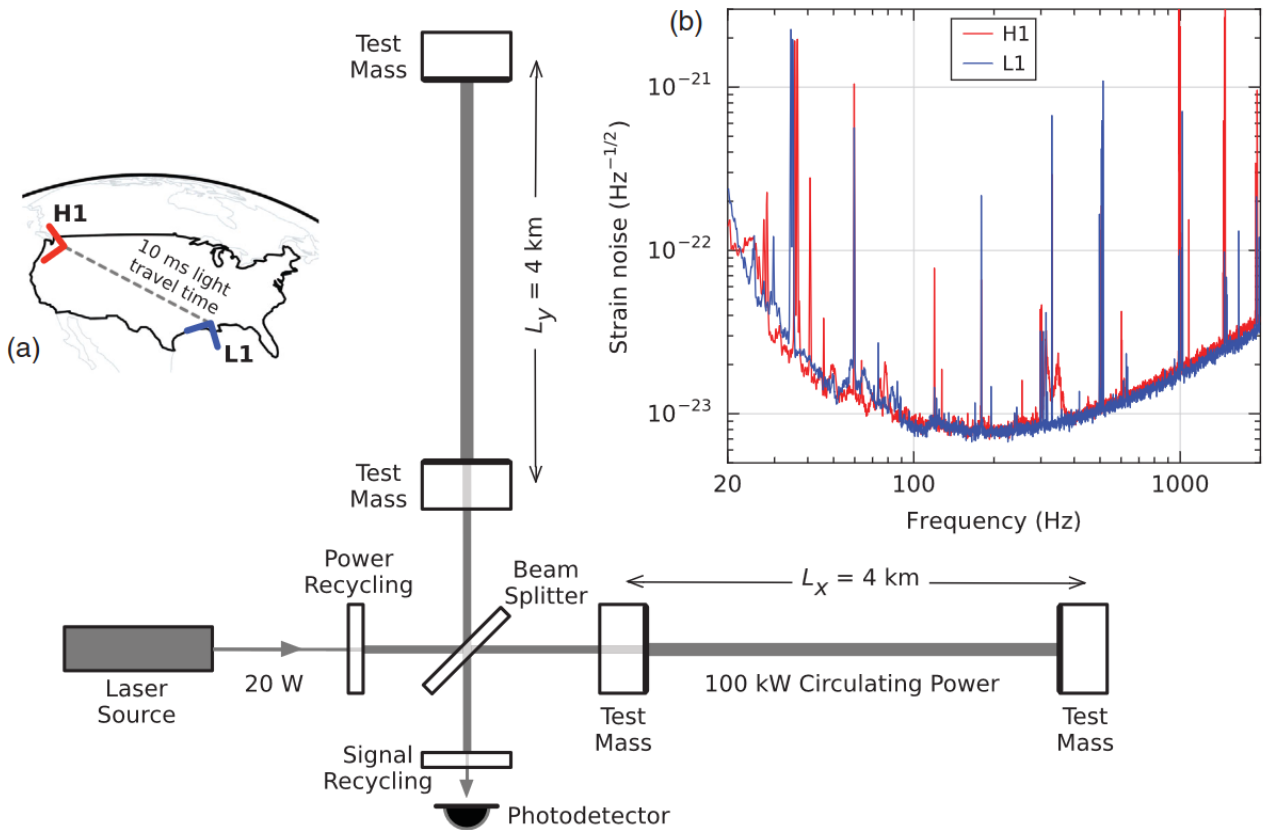 Test
Mass
(b)
H1
L1
10⁻²¹
10⁻²²
10⁻²³
Strain noise (Hz⁻¹/²)
20
100
1000
Frequency (Hz)
H1
10 ms light
travel time
L1
(a)
L_y = 4 km
Test
Mass
Power
Recycling
Beam
Splitter
L_x = 4 km
Laser
Source
20 W
100 kW Circulating Power
Test
Mass
Test
Mass
Signal
Recycling
Photodetector